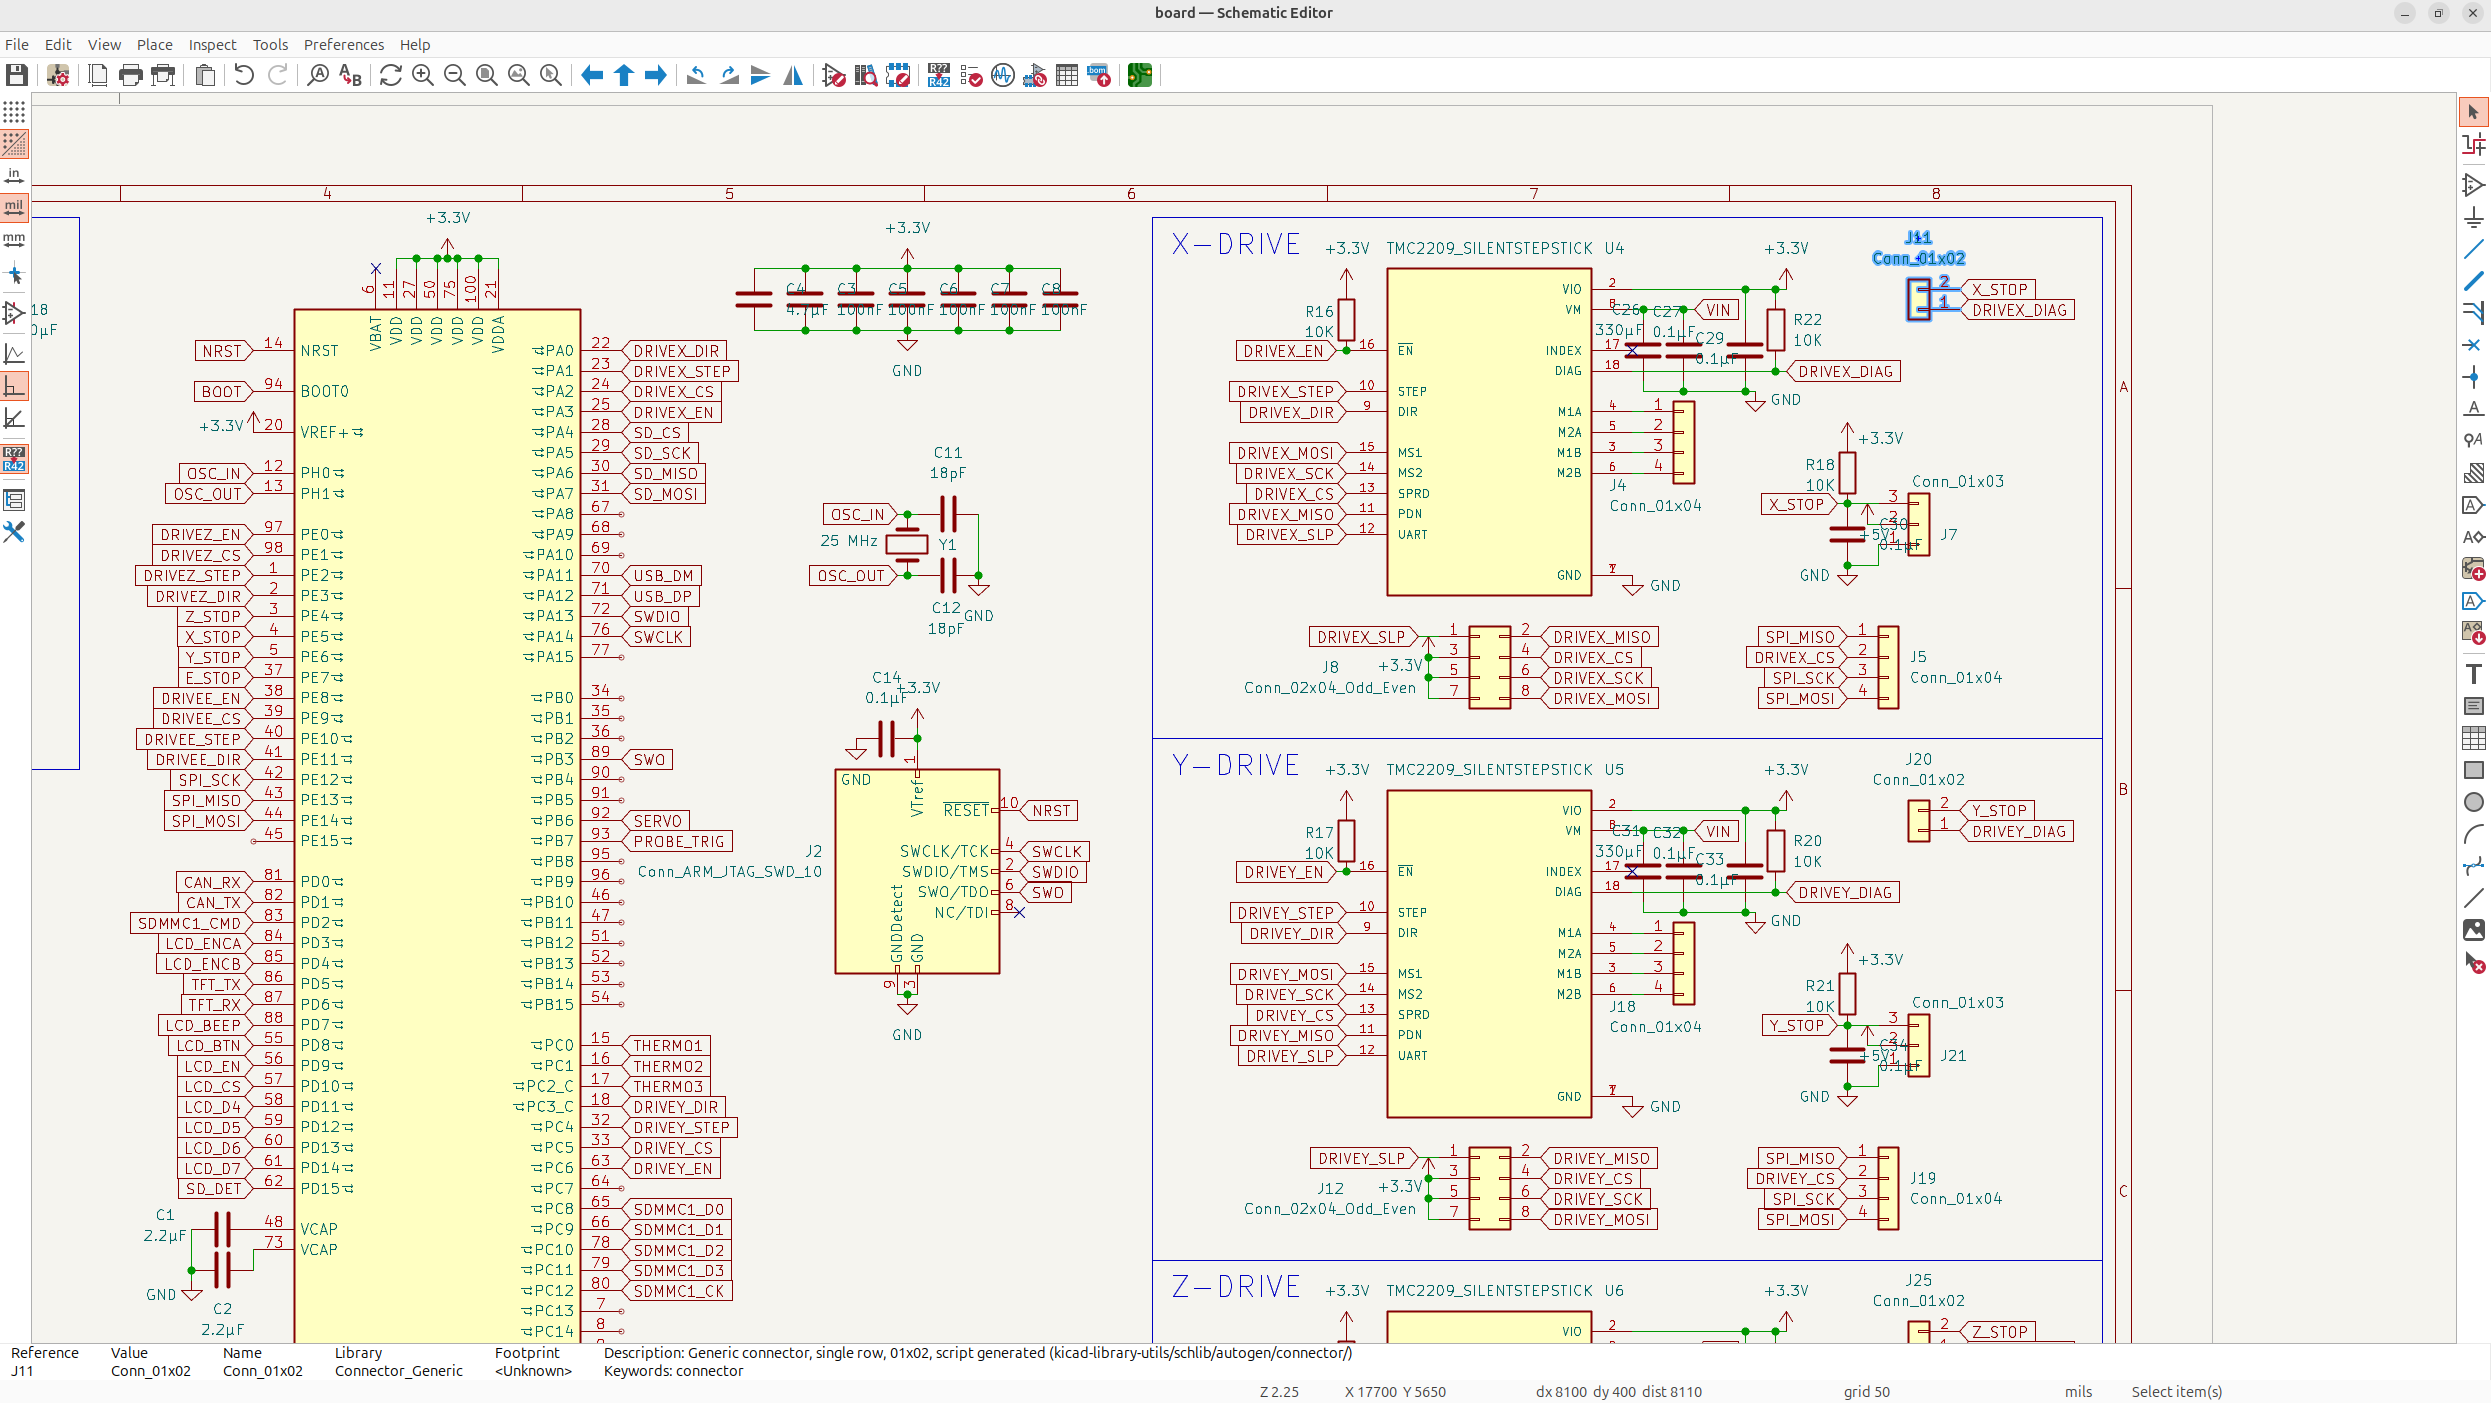 board — Schematic Editor
File Edit View Place Inspect Tools Preferences Help
in
mil
mm
4 5 6 7 8
A
B
C
18
0µF
+3.3V
6 11 27 50 75 100 21
VBAT VDD VDD VDD VDD VDD VDDA
NRST 14 NRST
BOOT 94 BOOT0
+3.3V 20 VREF+
OSC_IN 12 PH0
OSC_OUT 13 PH1
DRIVEZ_EN 97 PE0
DRIVEZ_CS 98 PE1
DRIVEZ_STEP 1 PE2
DRIVEZ_DIR 2 PE3
Z_STOP 3 PE4
X_STOP 4 PE5
Y_STOP 5 PE6
E_STOP 37 PE7
DRIVEE_EN 38 PE8
DRIVEE_CS 39 PE9
DRIVEE_STEP 40 PE10
DRIVEE_DIR 41 PE11
SPI_SCK 42 PE12
SPI_MISO 43 PE13
SPI_MOSI 44 PE14
45 PE15
CAN_RX 81 PD0
CAN_TX 82 PD1
SDMMC1_CMD 83 PD2
LCD_ENCA 84 PD3
LCD_ENCB 85 PD4
TFT_TX 86 PD5
TFT_RX 87 PD6
LCD_BEEP 88 PD7
LCD_BTN 55 PD8
LCD_EN 56 PD9
LCD_CS 57 PD10
LCD_D4 58 PD11
LCD_D5 59 PD12
LCD_D6 60 PD13
LCD_D7 61 PD14
SD_DET 62 PD15
C1
2.2µF
48 VCAP
73 VCAP
GND
C2
2.2µF
PA0 22 DRIVEX_DIR
PA1 23 DRIVEX_STEP
PA2 24 DRIVEX_CS
PA3 25 DRIVEX_EN
PA4 28 SD_CS
PA5 29 SD_SCK
PA6 30 SD_MISO
PA7 31 SD_MOSI
PA8 67
PA9 68
PA10 69
PA11 70 USB_DM
PA12 71 USB_DP
PA13 72 SWDIO
PA14 76 SWCLK
PA15 77
PB0 34
PB1 35
PB2 36
PB3 89 SWO
PB4 90
PB5 91
PB6 92 SERVO
PB7 93 PROBE_TRIG
PB8 95
PB9 96
PB10 46
PB11 47
PB12 51
PB13 52
PB14 53
PB15 54
PC0 15 THERMO1
PC1 16 THERMO2
PC2_C 17 THERMO3
PC3_C 18 DRIVEY_DIR
PC4 32 DRIVEY_STEP
PC5 33 DRIVEY_CS
PC6 63 DRIVEY_EN
PC7 64
PC8 65 SDMMC1_D0
PC9 66 SDMMC1_D1
PC10 78 SDMMC1_D2
PC11 79 SDMMC1_D3
PC12 80 SDMMC1_CK
PC13 7
PC14 8
+3.3V
C4 C3 C5 C6 C7 C8
4.7µF 100nF 100nF 100nF 100nF 100nF
GND
C11
18pF
OSC_IN
25 MHz Y1
OSC_OUT
C12 GND
18pF
C14
0.1µF +3.3V
GND
1
VTref
RESET 10 NRST
J2 SWCLK/TCK 4 SWCLK
Conn_ARM_JTAG_SWD_10 SWDIO/TMS 2 SWDIO
SWO/TDO 6 SWO
NC/TDI 8
GNDDetect GND
9 3
GND
X-DRIVE +3.3V TMC2209_SILENTSTEPSTICK U4 +3.3V
J11
Conn_01x02
2 X_STOP
1 DRIVEX_DIAG
VIO 2
VM 8 C26 C27 VIN
R16
10K
330µF 0.1µF
C29
0.1µF
R22
10K
DRIVEX_EN 16 EN INDEX 17
DIAG 18 DRIVEX_DIAG
GND
DRIVEX_STEP 10 STEP
DRIVEX_DIR 9 DIR
M1A 4 1
M2A 5 2
M1B 3 3
M2B 6 4
J4
Conn_01x04
DRIVEX_MOSI 15 MS1
DRIVEX_SCK 14 MS2
DRIVEX_CS 13 SPRD
DRIVEX_MISO 11 PDN
DRIVEX_SLP 12 UART
GND GND
+3.3V
R18
10K
Conn_01x03
X_STOP 3
2
1
C30
+5V
0.1µF
J7
GND
DRIVEX_SLP 1 2 DRIVEX_MISO
3 4 DRIVEX_CS
5 6 DRIVEX_SCK
7 8 DRIVEX_MOSI
J8 +3.3V
Conn_02x04_Odd_Even
SPI_MISO 1
DRIVEX_CS 2
SPI_SCK 3
SPI_MOSI 4
J5
Conn_01x04
Y-DRIVE +3.3V TMC2209_SILENTSTEPSTICK U5 +3.3V
J20
Conn_01x02
2 Y_STOP
1 DRIVEY_DIAG
VIO 2
VM 8 C31 C32 VIN
R17
10K
330µF 0.1µF
C33
0.1µF
R20
10K
DRIVEY_EN 16 EN INDEX 17
DIAG 18 DRIVEY_DIAG
GND
DRIVEY_STEP 10 STEP
DRIVEY_DIR 9 DIR
M1A 4 1
M2A 5 2
M1B 3 3
M2B 6 4
J18
Conn_01x04
DRIVEY_MOSI 15 MS1
DRIVEY_SCK 14 MS2
DRIVEY_CS 13 SPRD
DRIVEY_MISO 11 PDN
DRIVEY_SLP 12 UART
GND GND
+3.3V
R21
10K
Conn_01x03
Y_STOP 3
2
1
C34
+5V
0.1µF
J21
GND
DRIVEY_SLP 1 2 DRIVEY_MISO
3 4 DRIVEY_CS
5 6 DRIVEY_SCK
7 8 DRIVEY_MOSI
J12 +3.3V
Conn_02x04_Odd_Even
SPI_MISO 1
DRIVEY_CS 2
SPI_SCK 3
SPI_MOSI 4
J19
Conn_01x04
Z-DRIVE +3.3V TMC2209_SILENTSTEPSTICK U6 +3.3V
J25
Conn_01x02
2 Z_STOP
VIO 2
Reference Value Name Library Footprint Description: Generic connector, single row, 01x02, script generated (kicad-library-utils/schlib/autogen/connector/)
J11 Conn_01x02 Conn_01x02 Connector_Generic <Unknown> Keywords: connector
Z 2.25 X 17700 Y 5650 dx 8100 dy 400 dist 8110 grid 50 mils Select item(s)